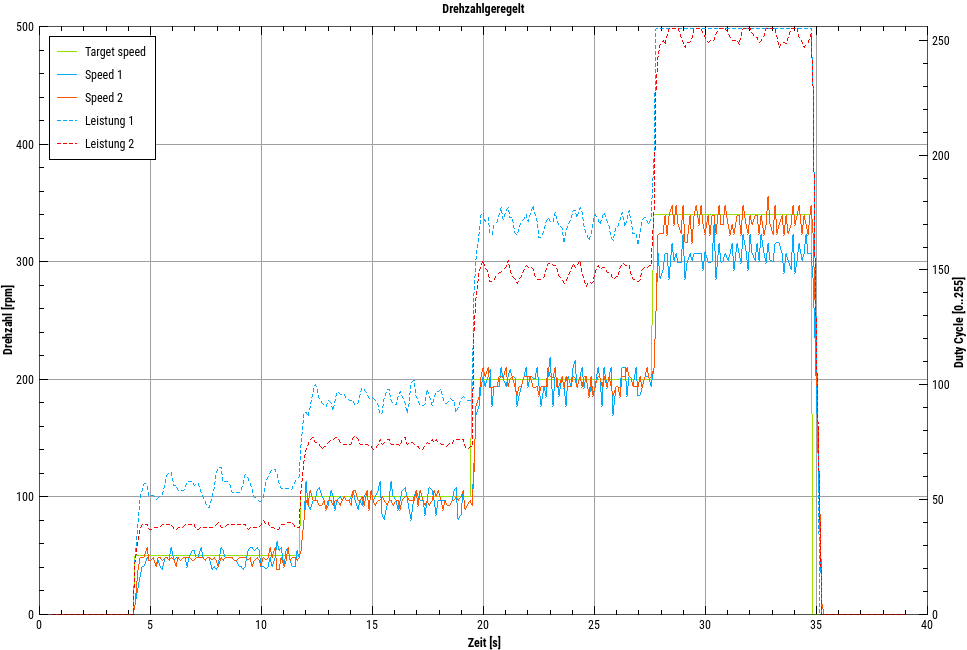 Drehzahlgeregelt
Target speed
Speed 1
Speed 2
Leistung 1
Leistung 2
500
400
300
200
100
0
Drehzahl [rpm]
250
200
150
100
50
0
Duty Cycle [0..255]
0 5 10 15 20 25 30 35 40
Zeit [s]